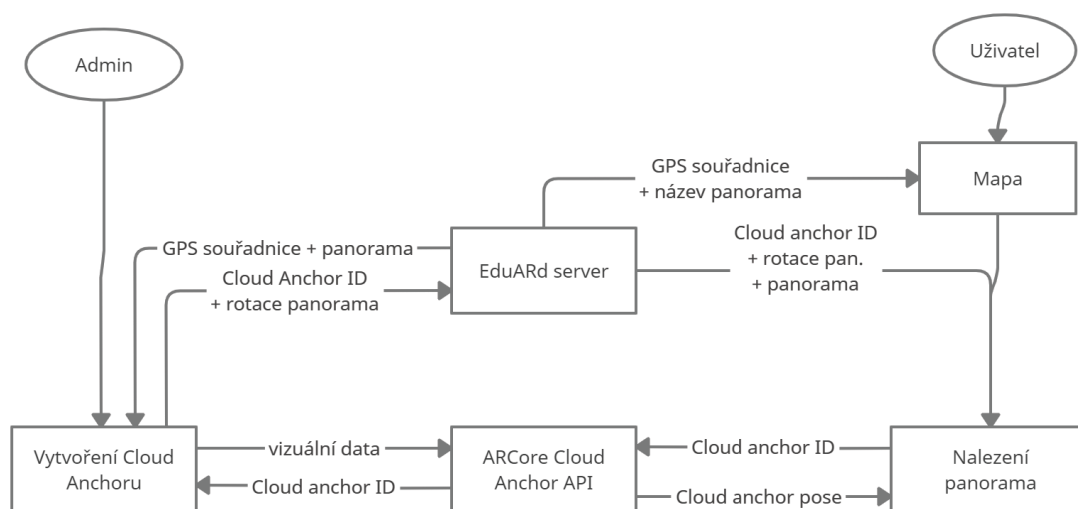 Admin
Uživatel
GPS souřadnice
+ název panorama
Mapa
GPS souřadnice + panorama
Cloud Anchor ID
+ rotace panorama
EduARd server
Cloud anchor ID
+ rotace pan.
+ panorama
Vytvoření Cloud
Anchoru
vizuální data
Cloud anchor ID
ARCore Cloud
Anchor API
Cloud anchor ID
Cloud anchor pose
Nalezení
panorama